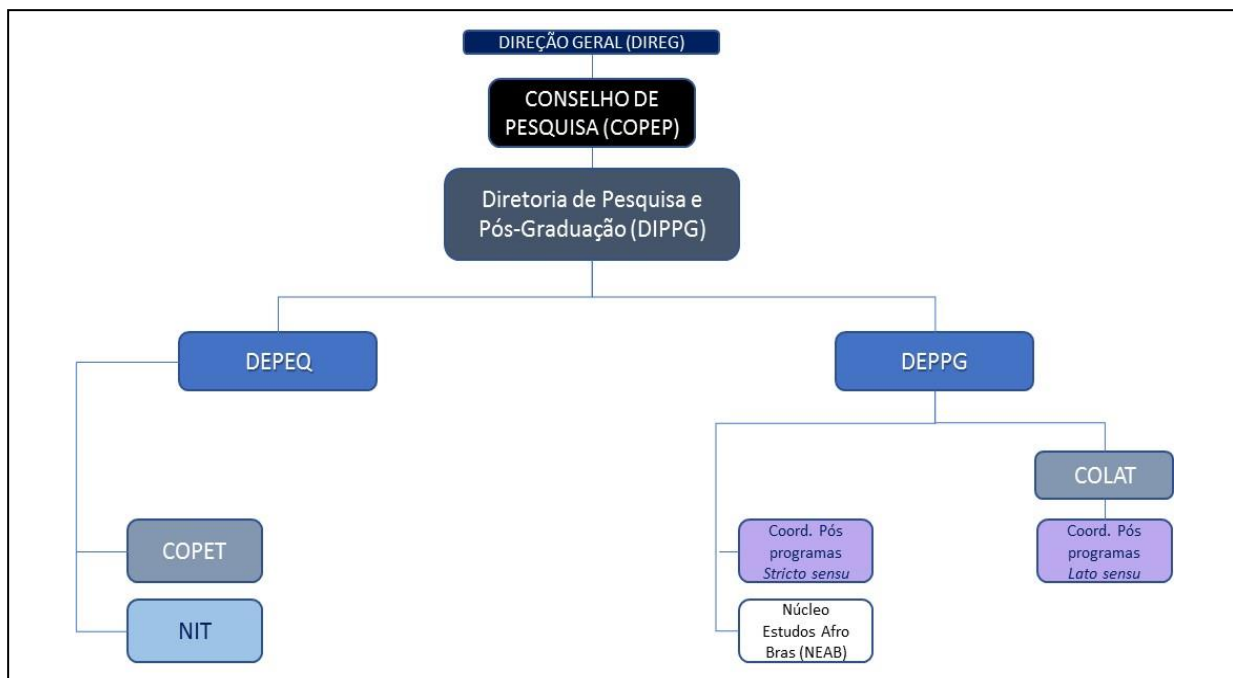 DIREÇÃO GERAL (DIREG)
CONSELHO DE
PESQUISA (COPEP)
Diretoria de Pesquisa e
Pós-Graduação (DIPPG)
DEPEQ
DEPPG
COLAT
COPET
Coord. Pós
programas
Stricto sensu
Coord. Pós
programas
Lato sensu
NIT
Núcleo
Estudos Afro
Bras (NEAB)